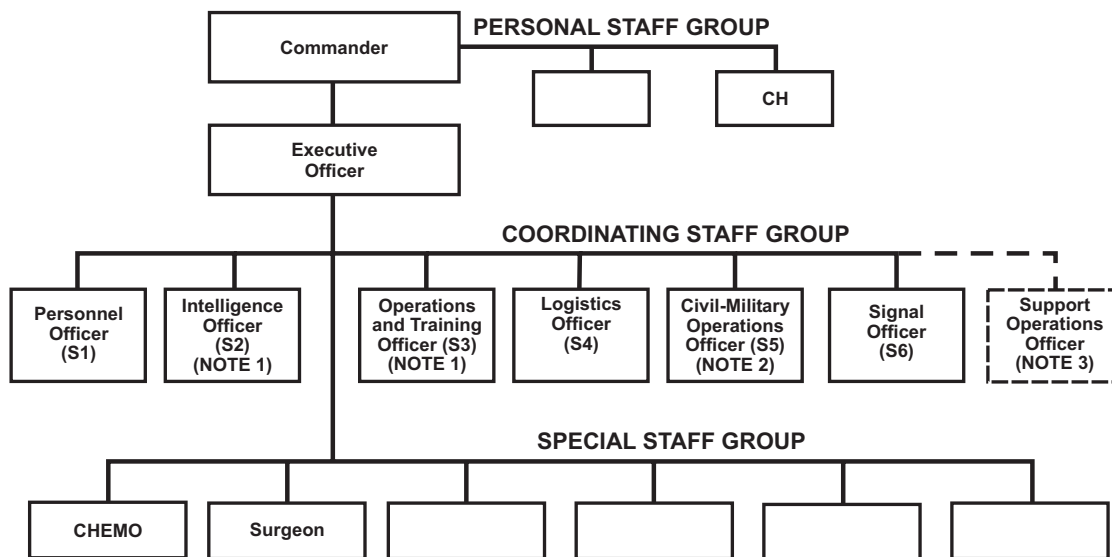 PERSONAL STAFF GROUP
Commander
CH
Executive
Officer
COORDINATING STAFF GROUP
Personnel
Officer
(S1)
Intelligence
Officer
(S2)
(NOTE 1)
Operations
and Training
Officer (S3)
(NOTE 1)
Logistics
Officer
(S4)
Civil-Military
Operations
Officer (S5)
(NOTE 2)
Signal
Officer
(S6)
Support
Operations
Officer
(NOTE 3)
SPECIAL STAFF GROUP
CHEMO
Surgeon